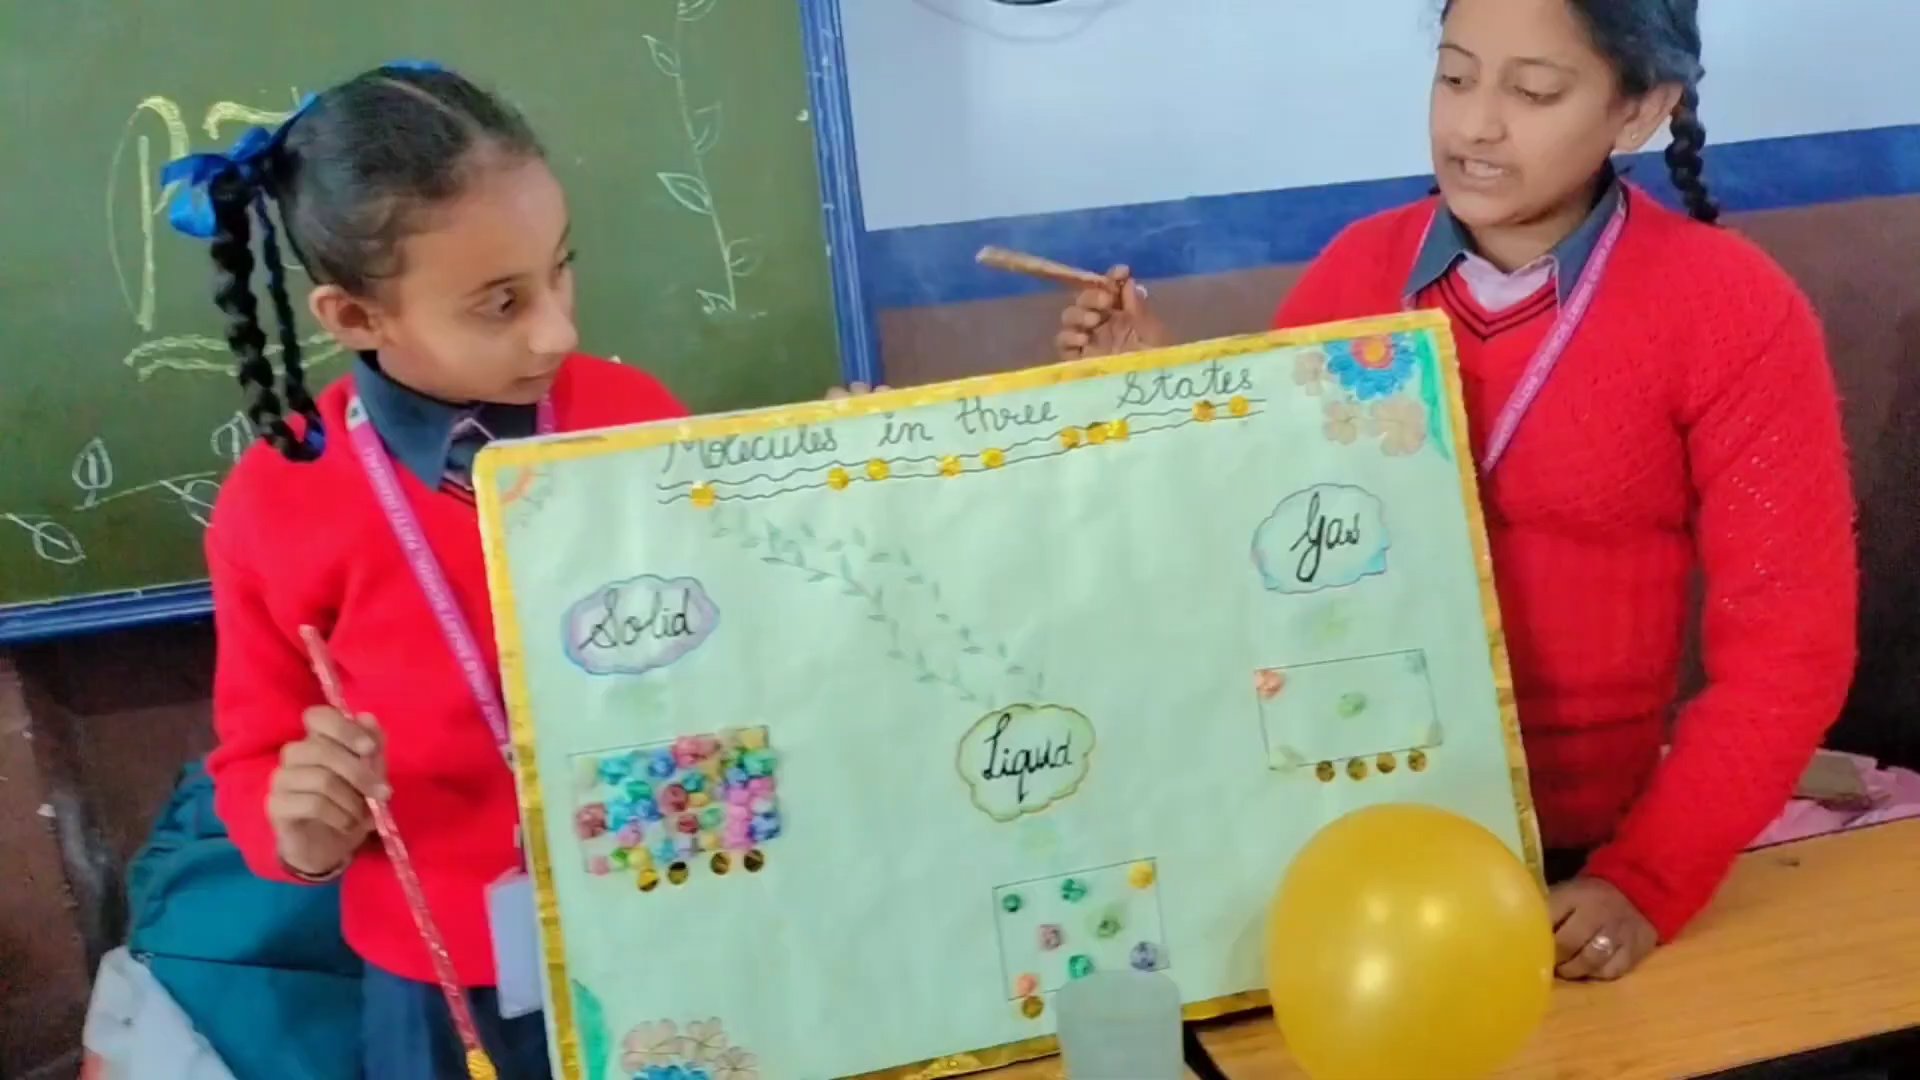 Molecules in three States
Solid
Gas
Liquid